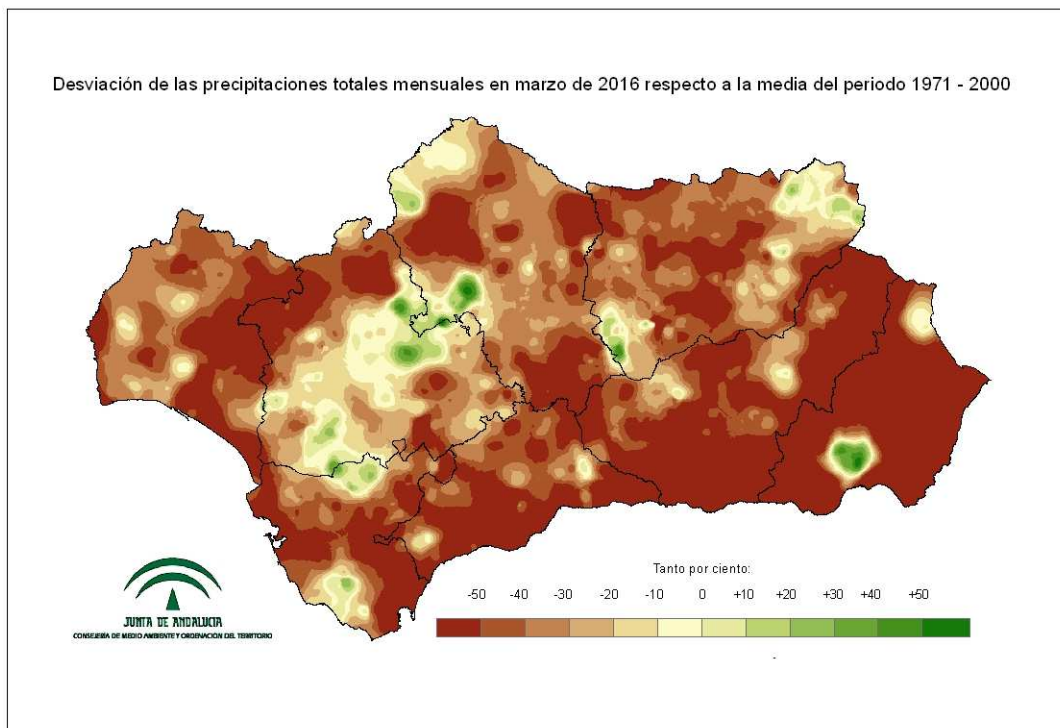 Desviación de las precipitaciones totales mensuales en marzo de 2016 respecto a la media del periodo 1971 - 2000
Tanto por ciento:
-50 -40 -30 -20 -10 0 +10 +20 +30 +40 +50
JUNTA DE ANDALUCIA
CONSEJERÍA DE MEDIO AMBIENTE Y ORDENACIÓN DEL TERRITORIO